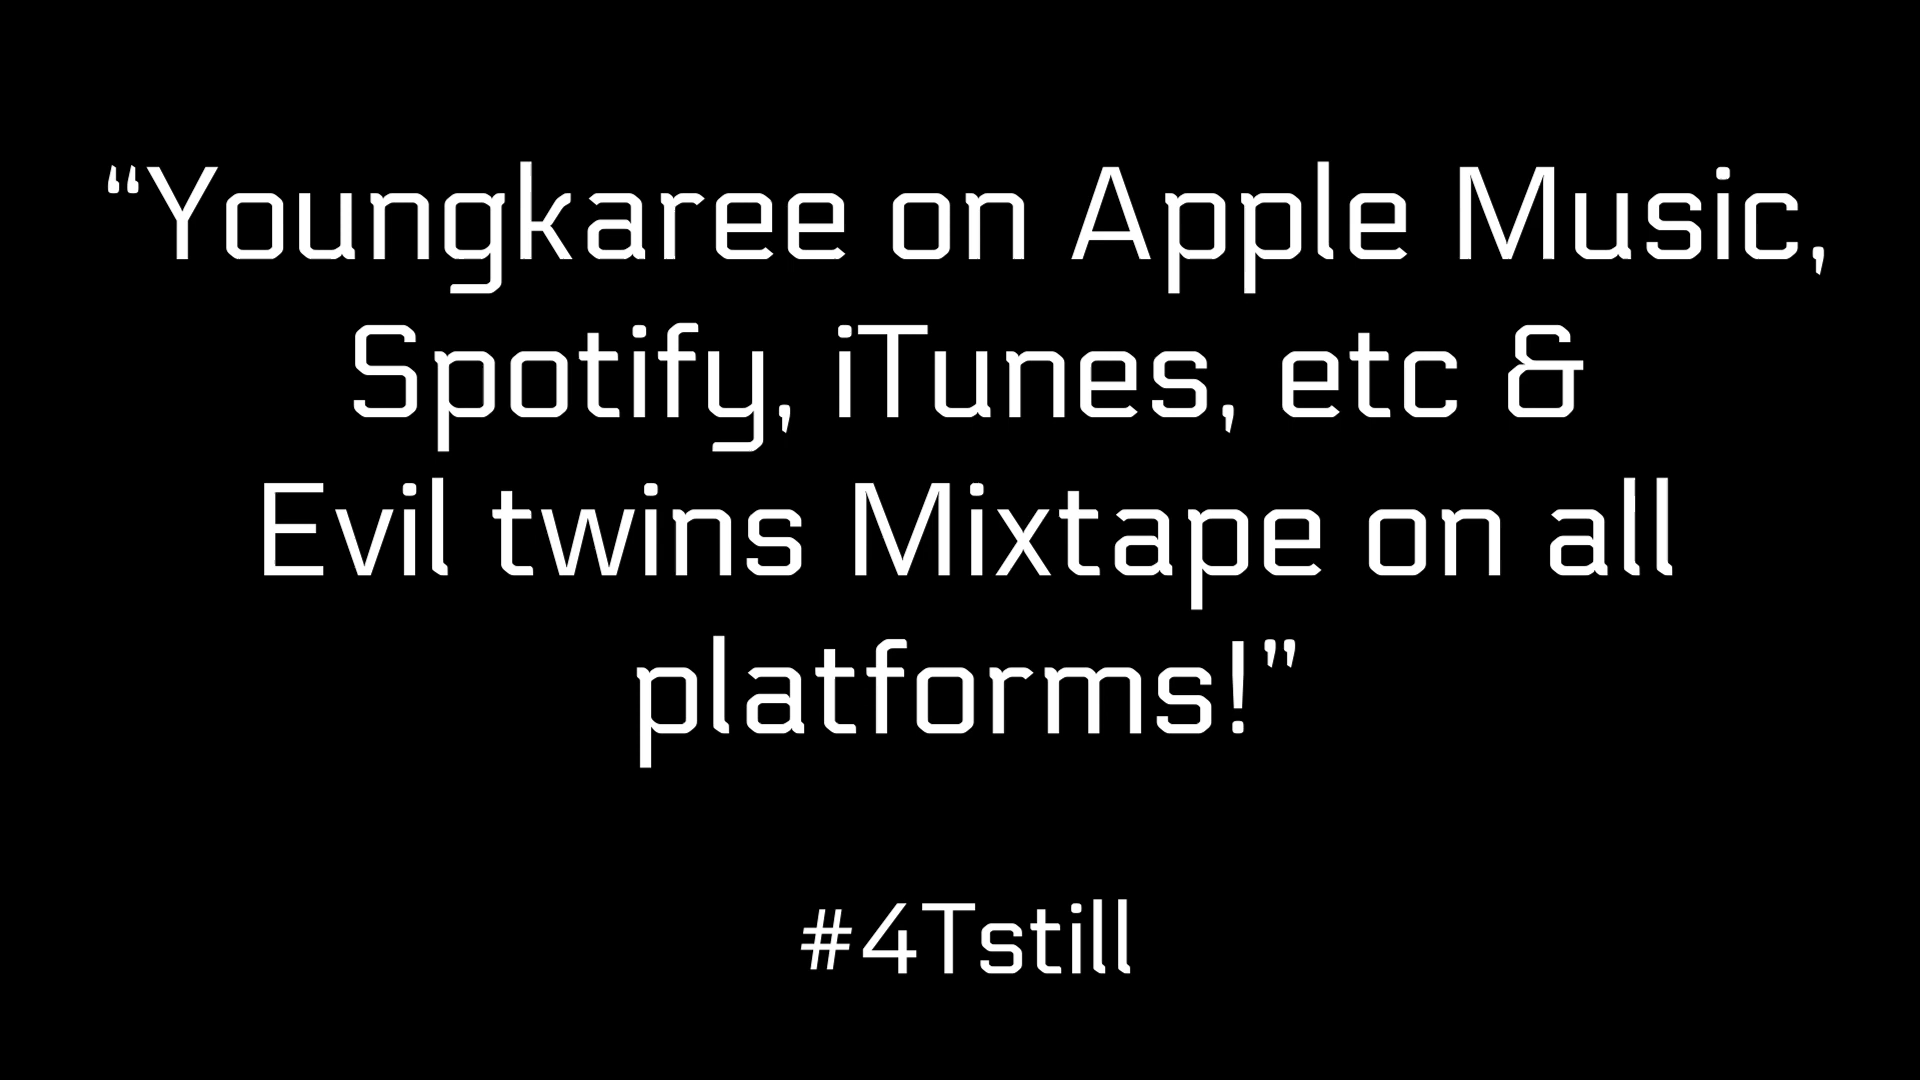 “Youngkaree on Apple Music,
Spotify, iTunes, etc &
Evil twins Mixtape on all
platforms!”
#4Tstill